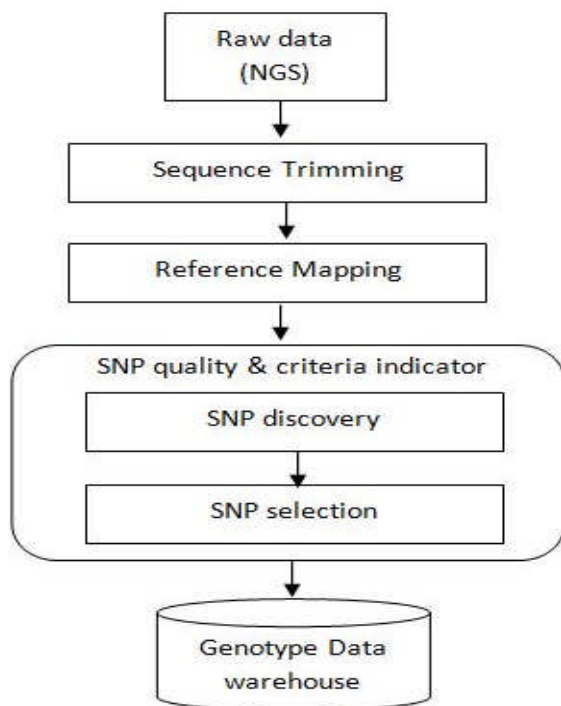 Raw data
(NGS)
Sequence Trimming
Reference Mapping
SNP quality & criteria indicator
SNP discovery
SNP selection
Genotype Data
warehouse